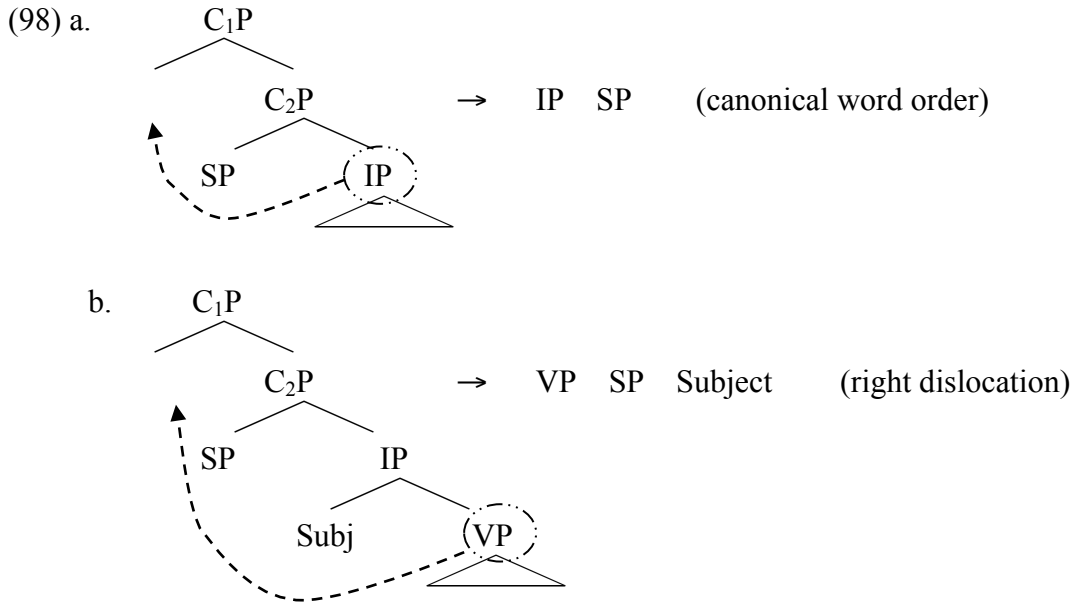 (98) a. C₁P
C₂P → IP SP (canonical word order)
SP IP
b. C₁P
C₂P → VP SP Subject (right dislocation)
SP IP
Subj VP